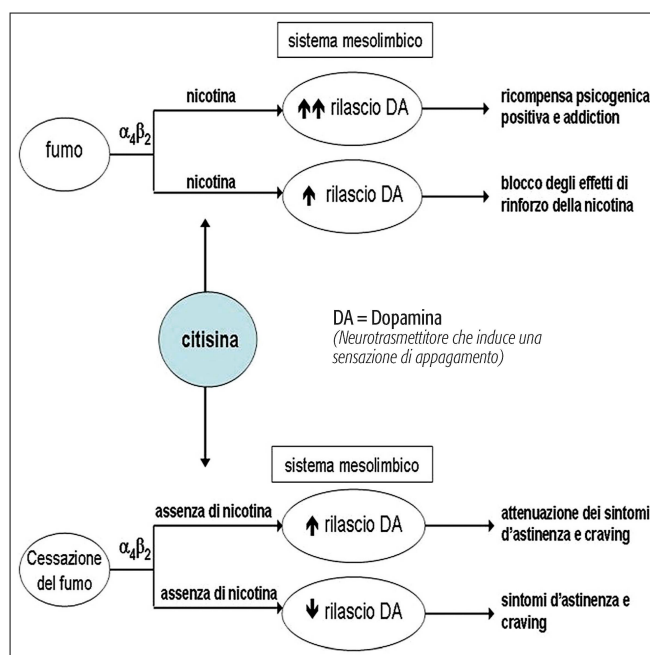 sistema mesolimbico
nicotina
↑↑ rilascio DA
ricompensa psicogenica
positiva e addiction
α4β2
fumo
nicotina
↑ rilascio DA
blocco degli effetti di
rinforzo della nicotina
citisina
DA = Dopamina
(Neurotrasmettitore che induce una
sensazione di appagamento)
sistema mesolimbico
assenza di nicotina
↑ rilascio DA
attenuazione dei sintomi
d'astinenza e craving
α4β2
Cessazione
del fumo
assenza di nicotina
↓ rilascio DA
sintomi d'astinenza e
craving